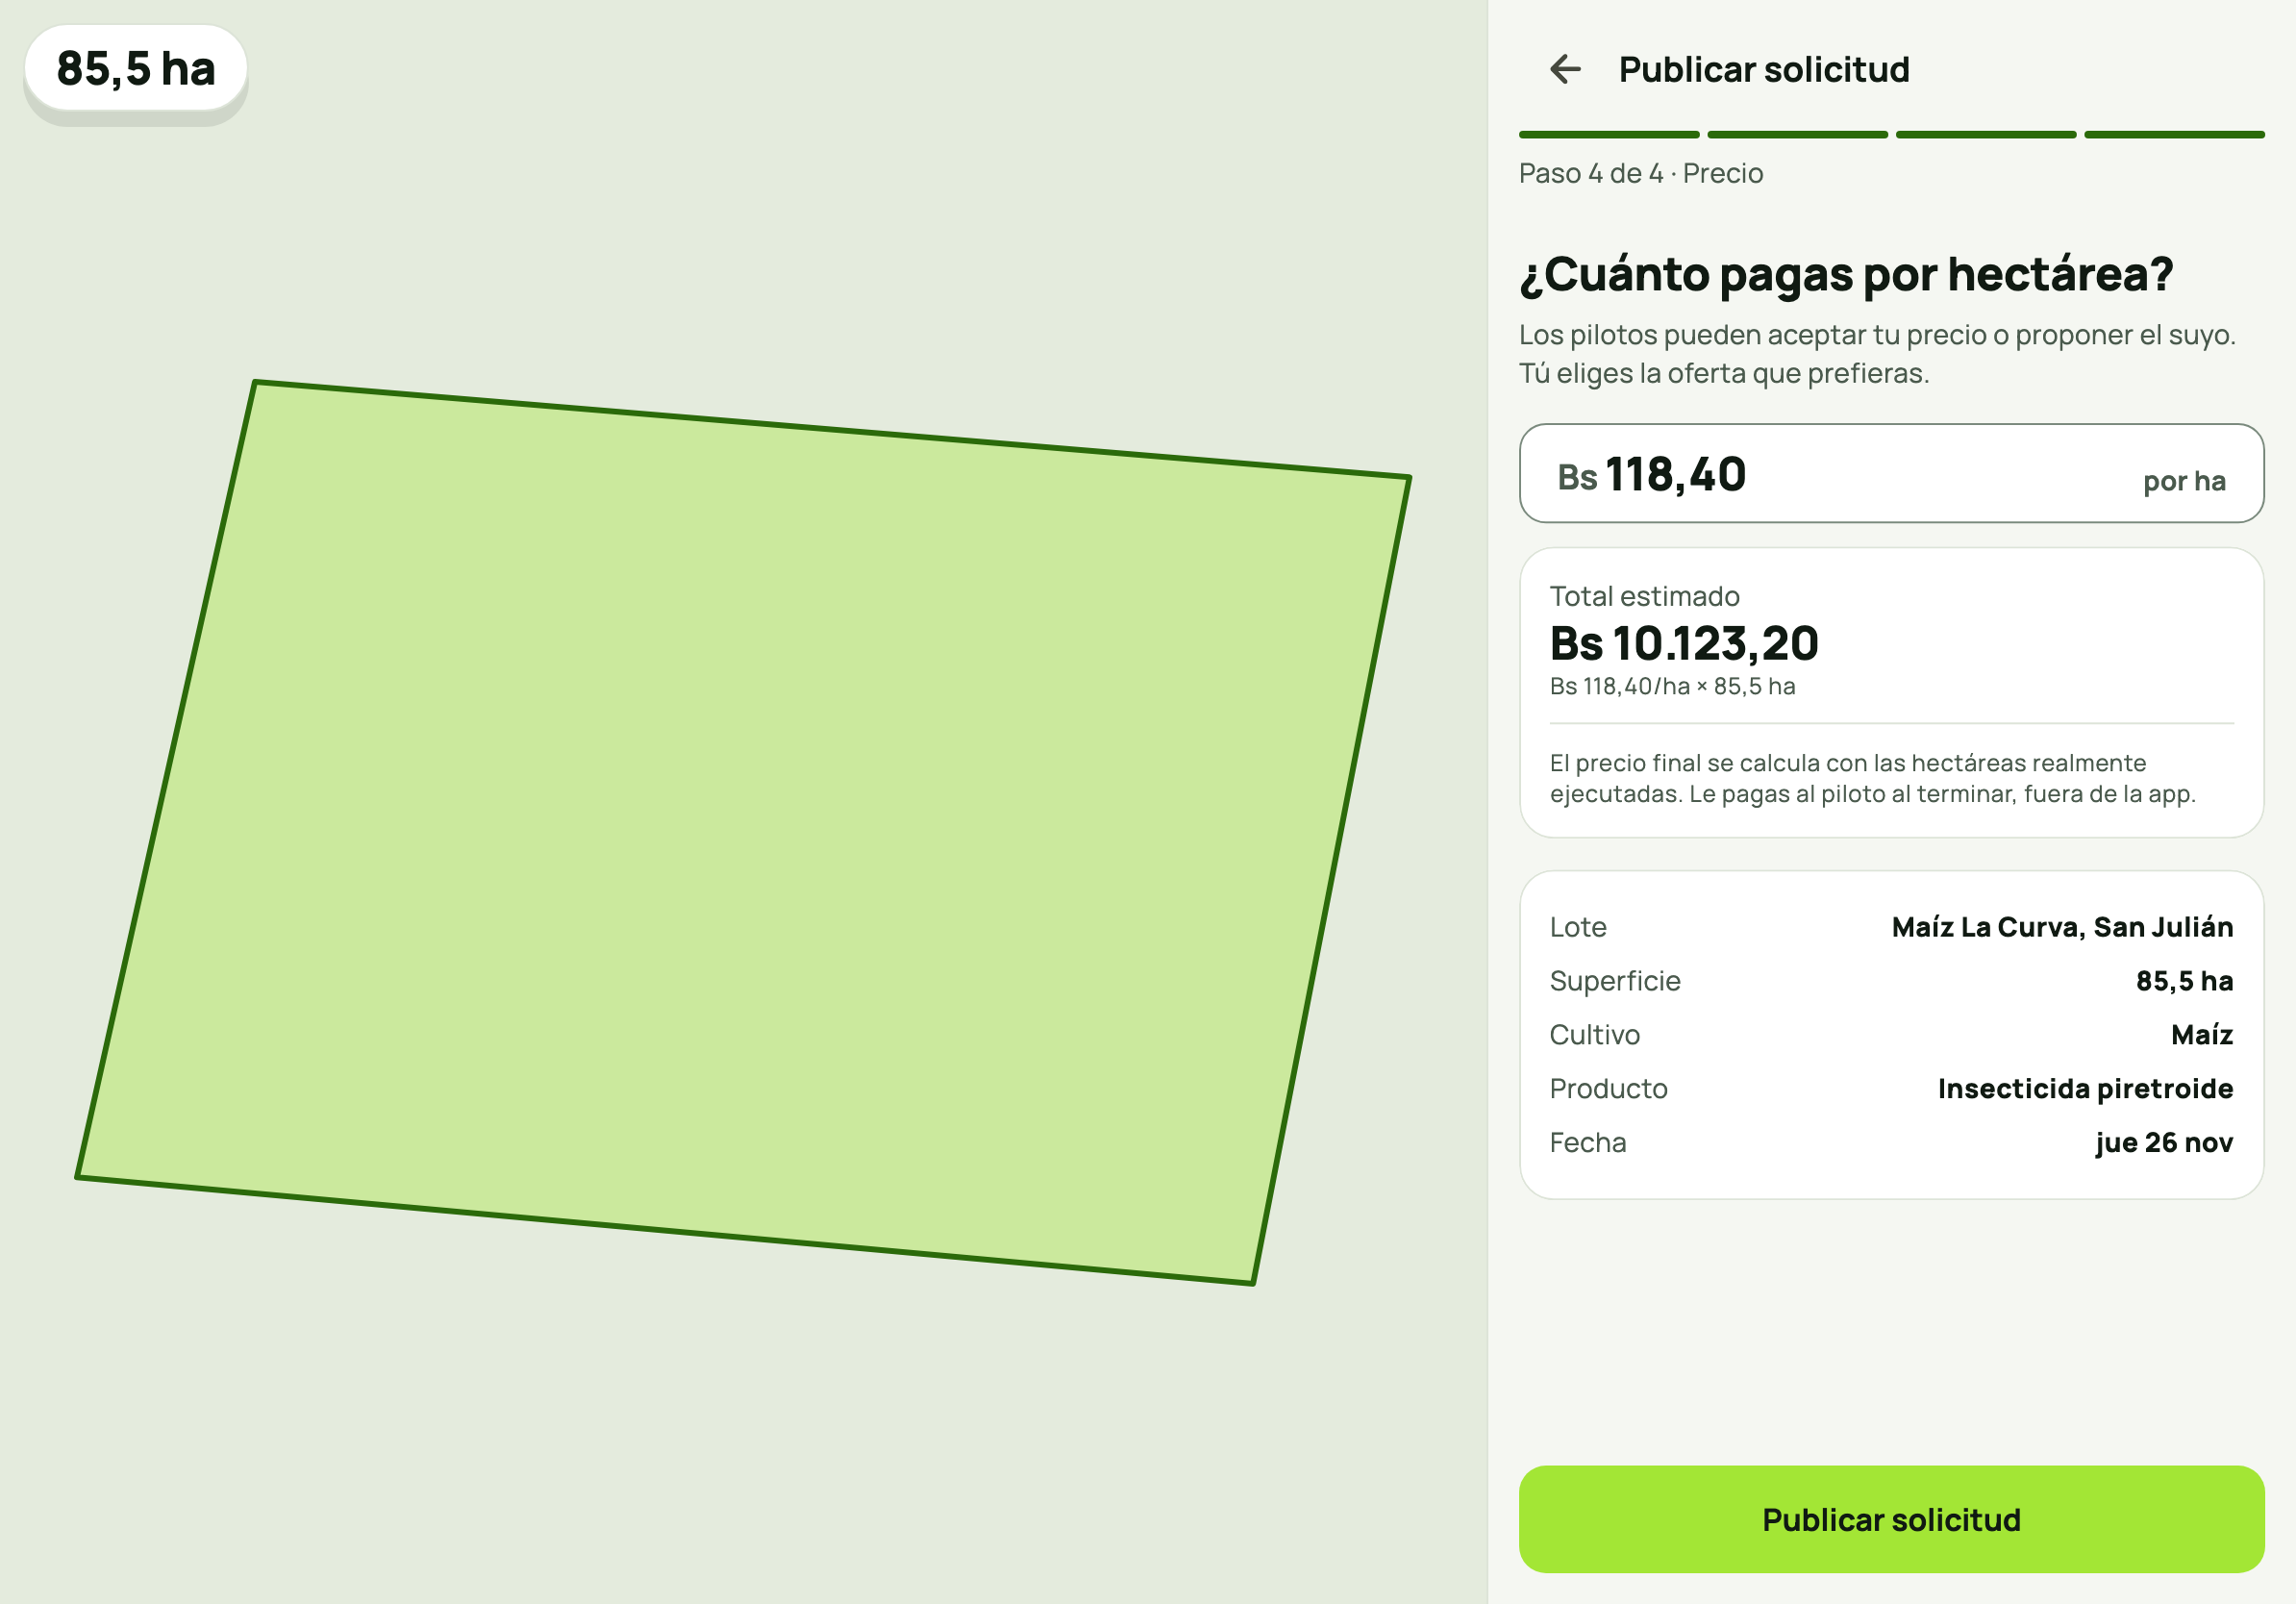 85,5 ha
Publicar solicitud
Paso 4 de 4 · Precio
¿Cuánto pagas por hectárea?
Los pilotos pueden aceptar tu precio o proponer el suyo.
Tú eliges la oferta que prefieras.
Bs 118,40 por ha
Total estimado
Bs 10.123,20
Bs 118,40/ha × 85,5 ha
El precio final se calcula con las hectáreas realmente
ejecutadas. Le pagas al piloto al terminar, fuera de la app.
Lote Maíz La Curva, San Julián
Superficie 85,5 ha
Cultivo Maíz
Producto Insecticida piretroide
Fecha jue 26 nov
Publicar solicitud